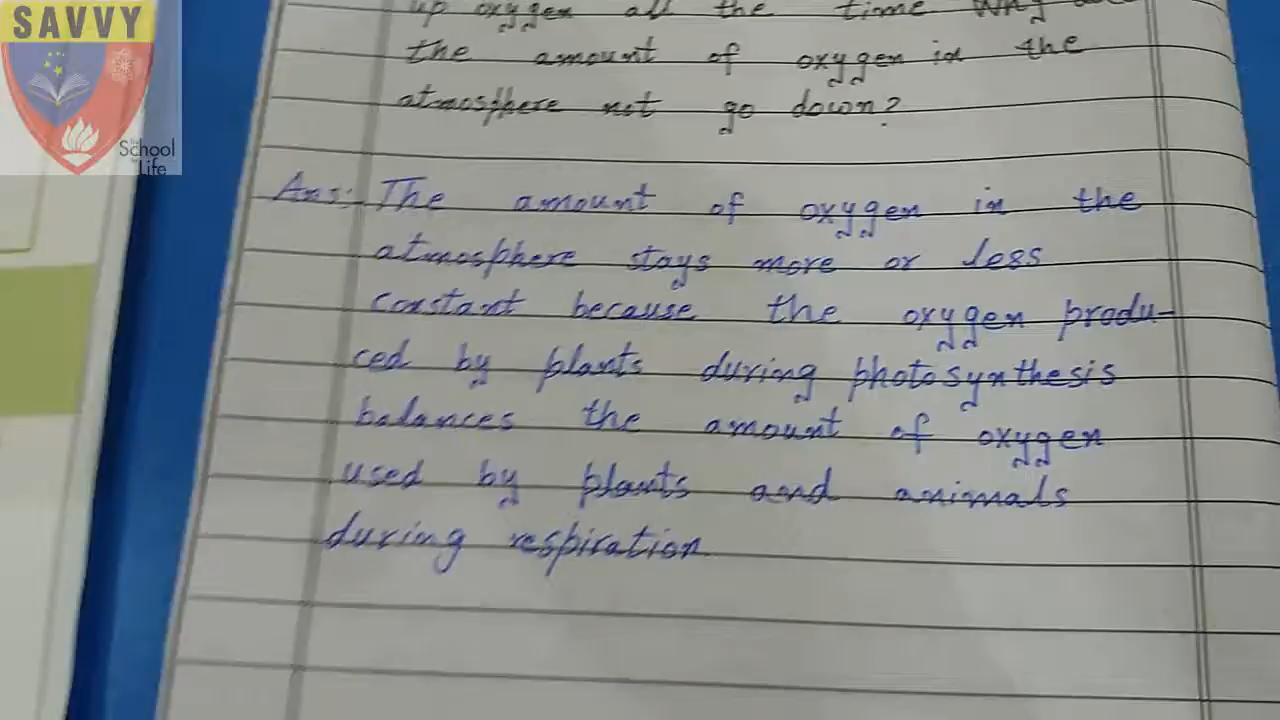 SAVVY
School
Life
up oxygen all the time Why
the amount of oxygen in the
atmosphere not go down?
Ans:- The amount of oxygen in the
atmosphere stays more or less
constant because the oxygen produ-
ced by plants during photosynthesis
balances the amount of oxygen
used by plants and animals
during respiration